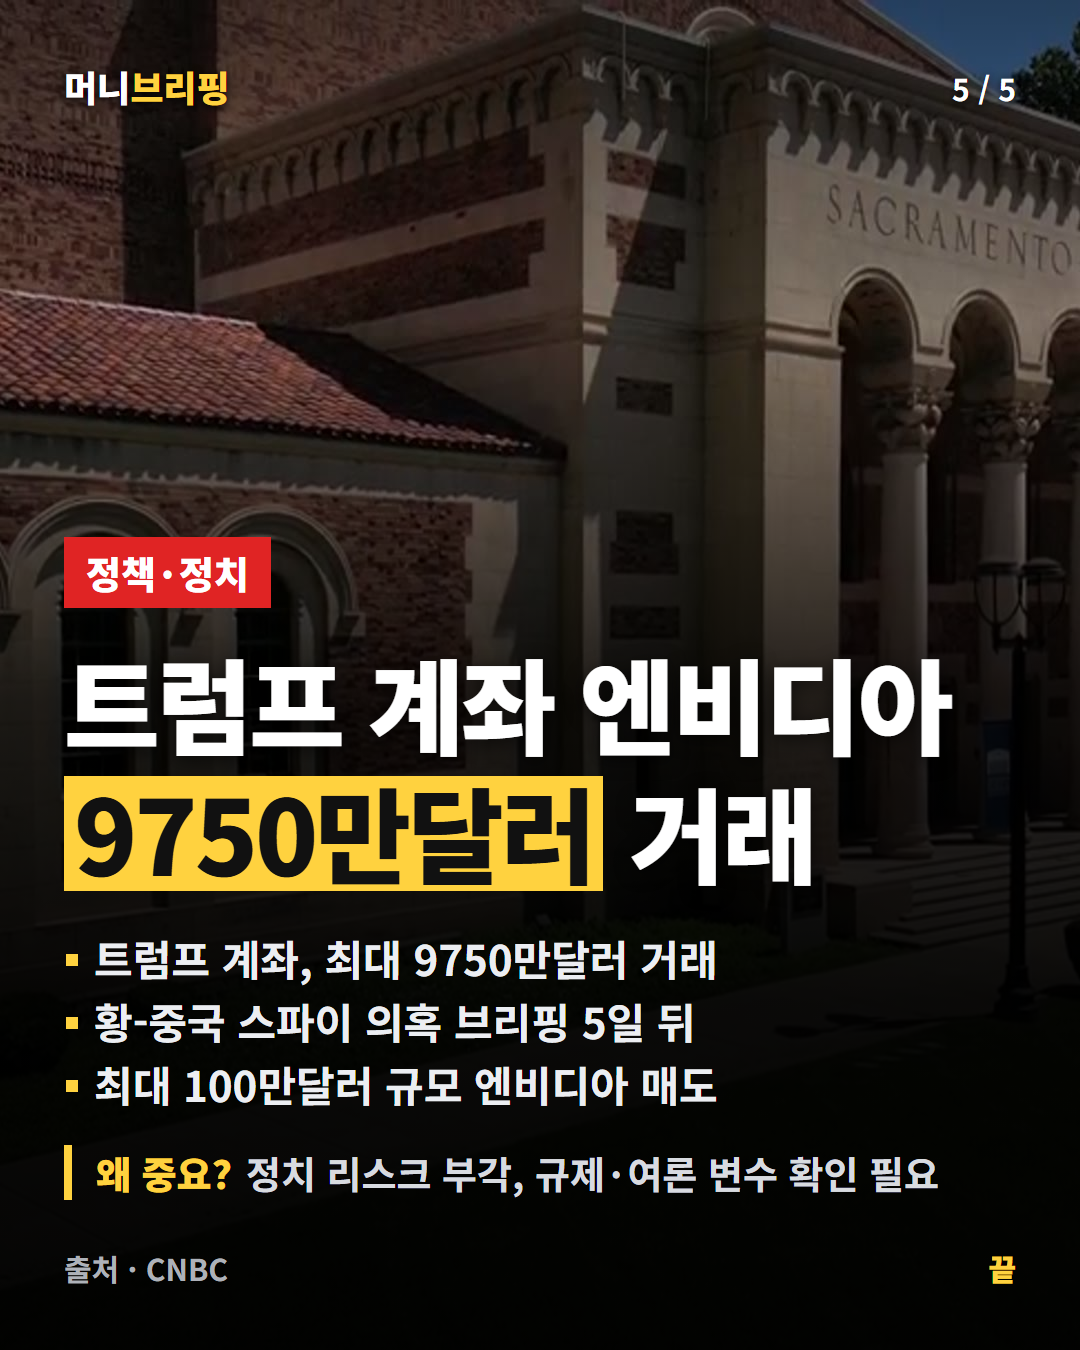 머니브리핑
5 / 5
SACRAMENTO
정책·정치
트럼프 계좌 엔비디아
9750만달러 거래
트럼프 계좌, 최대 9750만달러 거래
황-중국 스파이 의혹 브리핑 5일 뒤
최대 100만달러 규모 엔비디아 매도
왜 중요? 정치 리스크 부각, 규제·여론 변수 확인 필요
출처 · CNBC
끝